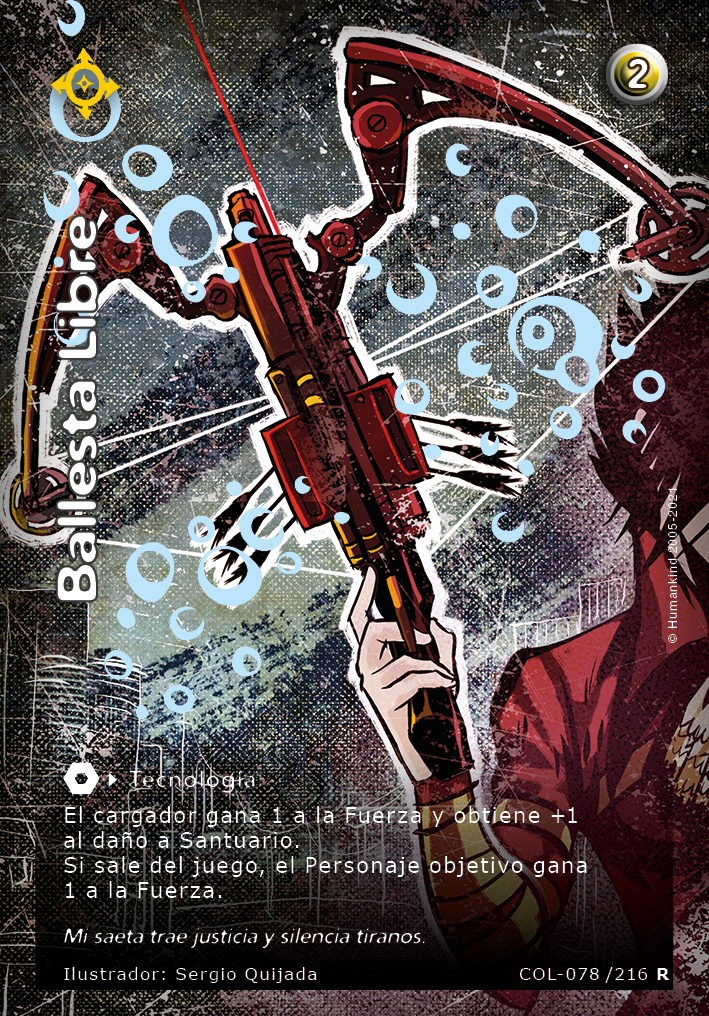 2
Ballesta Libre
© Humankind 2005-2021
Tecnología
El cargador gana 1 a la Fuerza y obtiene +1
al daño a Santuario.
Si sale del juego, el Personaje objetivo gana
1 a la Fuerza.
Mi saeta trae justicia y silencia tiranos.
Ilustrador: Sergio Quijada
COL-078/216 R